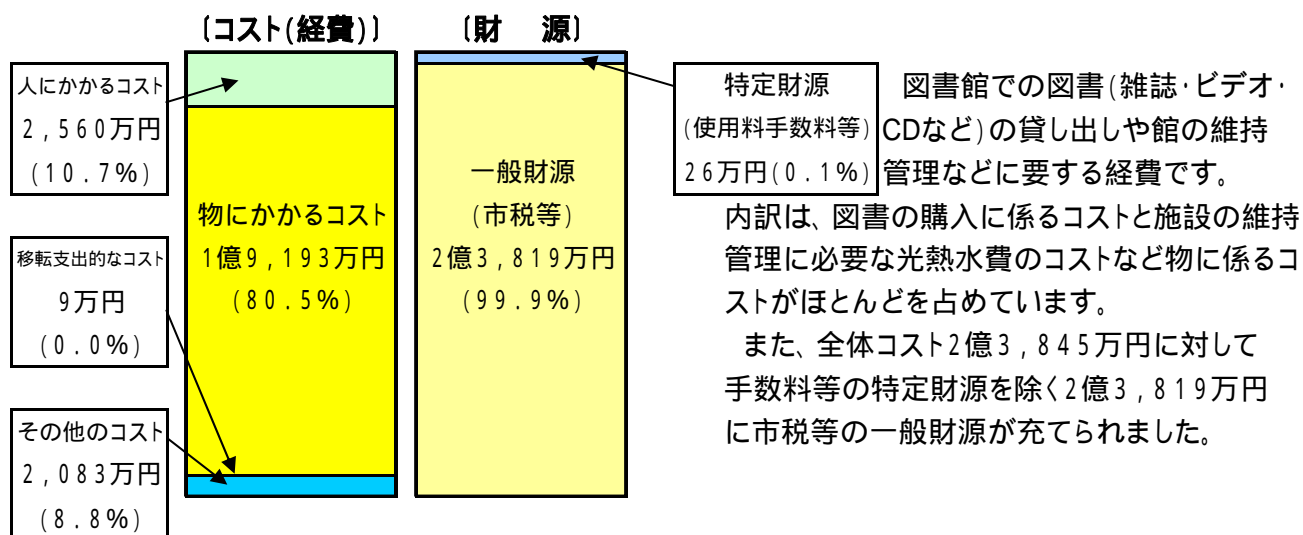 〔コスト(経費)〕
〔財　源〕
人にかかるコスト
2,560万円
(10.7%)
移転支出的なコスト
9万円
(0.0%)
その他のコスト
2,083万円
(8.8%)
物にかかるコスト
1億9,193万円
(80.5%)
一般財源
(市税等)
2億3,819万円
(99.9%)
特定財源
(使用料手数料等)
26万円(0.1%)
図書館での図書(雑誌・ビデオ・
CDなど)の貸し出しや館の維持
管理などに要する経費です。
内訳は、図書の購入に係るコストと施設の維持
管理に必要な光熱水費のコストなど物に係るコ
ストがほとんどを占めています。
また、全体コスト2億3,845万円に対して
手数料等の特定財源を除く2億3,819万円
に市税等の一般財源が充てられました。